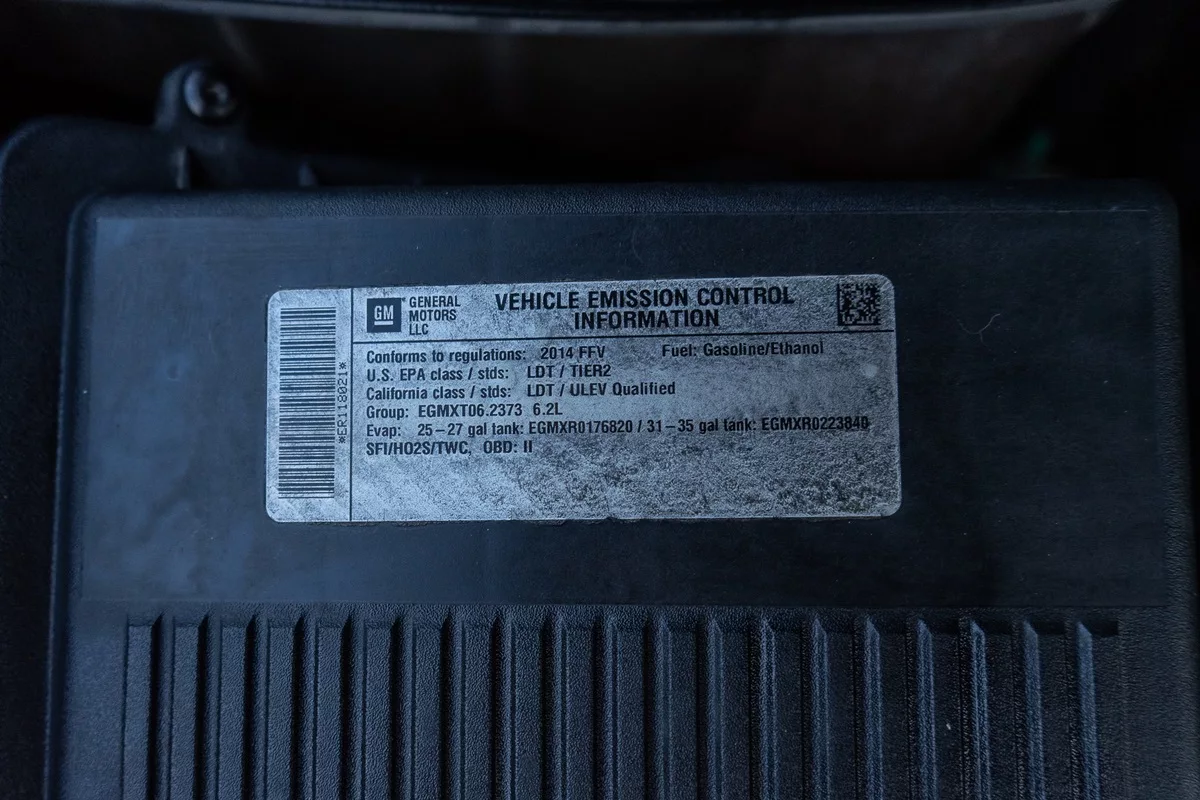 GM
GENERAL
MOTORS
LLC
VEHICLE EMISSION CONTROL
INFORMATION
Conforms to regulations: 2014 FFV Fuel: Gasoline/Ethanol
U.S. EPA class / stds: LDT / TIER2
California class / stds: LDT / ULEV Qualified
Group: EGMXT06.2373 6.2L
Evap: 25-27 gal tank: EGMXR0176820 / 31-35 gal tank: EGMXR0223840
SFI/HO2S/TWC, OBD: II
*ER118021*